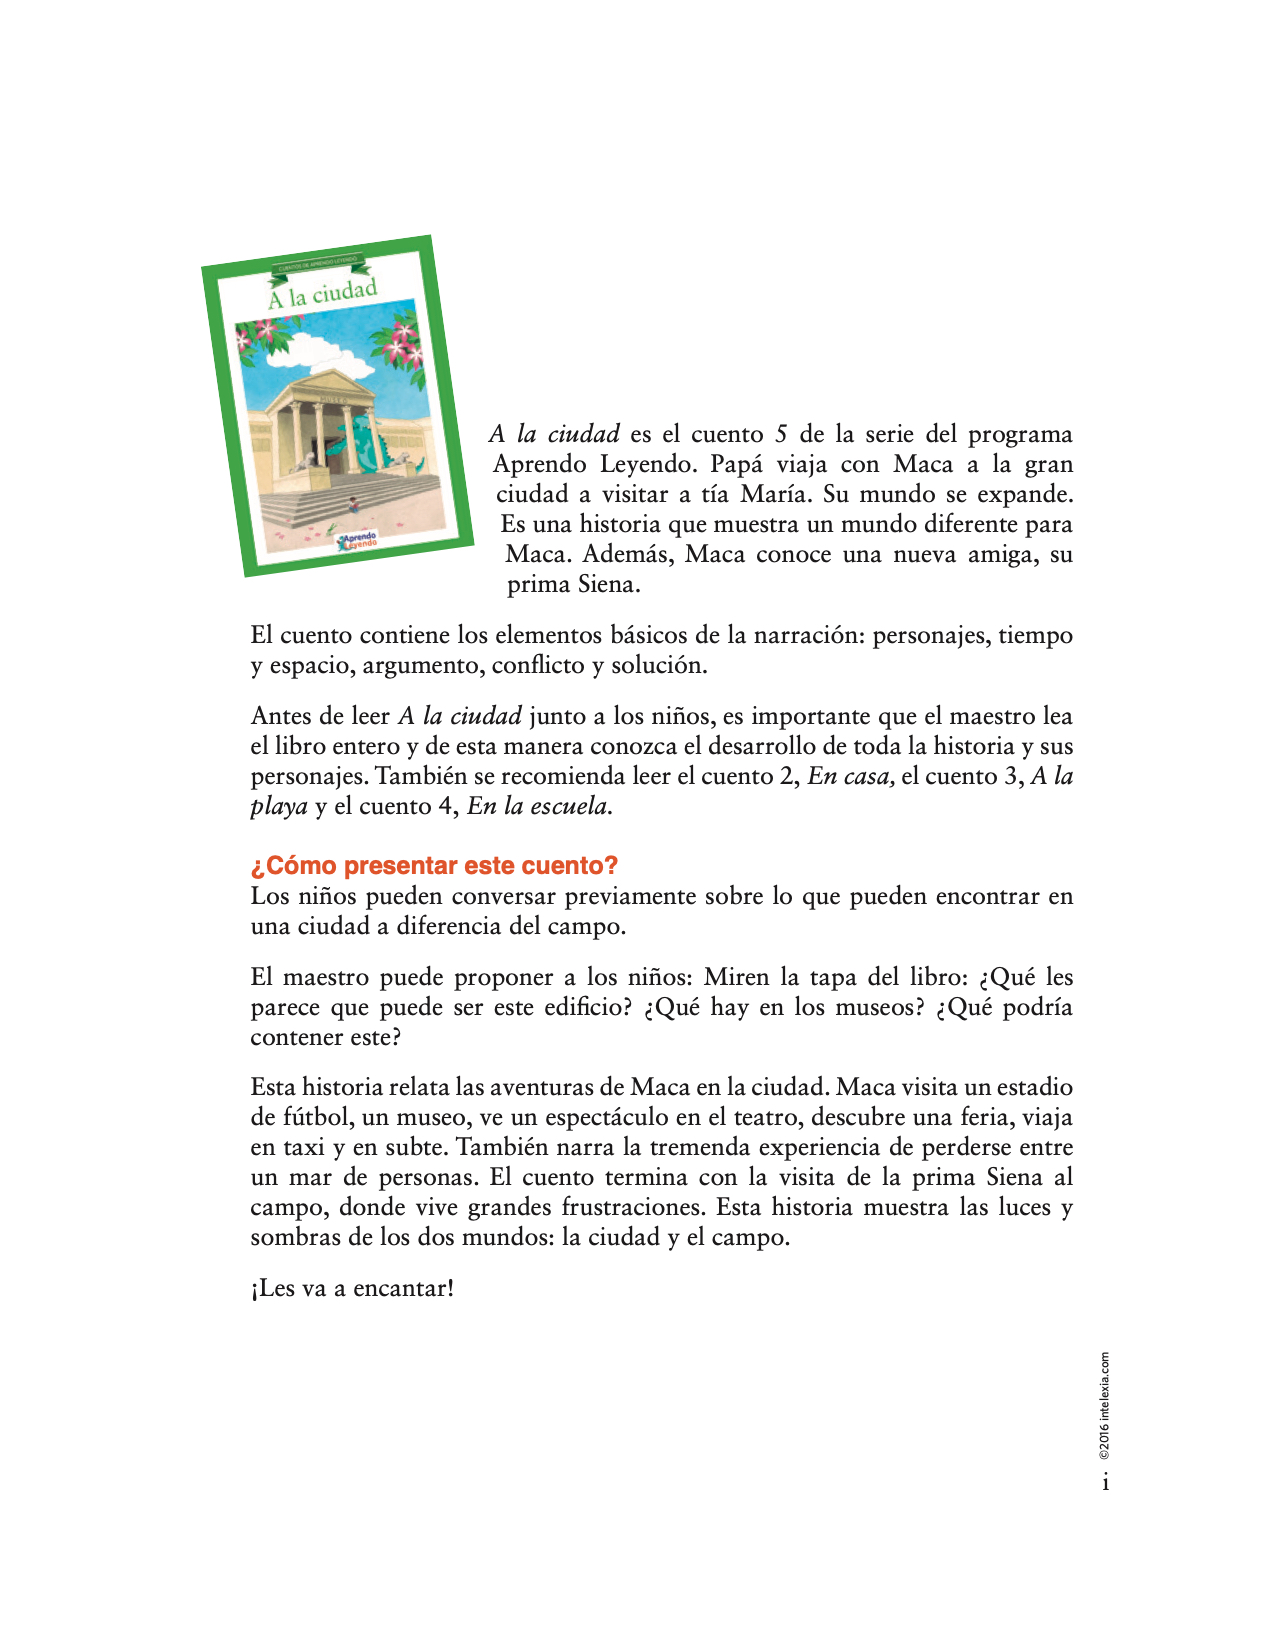 CUENTOS DE APRENDO LEYENDO
A la ciudad
MUSEO
Aprendo
Leyendo
A la ciudad es el cuento 5 de la serie del programa
Aprendo Leyendo. Papá viaja con Maca a la gran
ciudad a visitar a tía María. Su mundo se expande.
Es una historia que muestra un mundo diferente para
Maca. Además, Maca conoce una nueva amiga, su
prima Siena.
El cuento contiene los elementos básicos de la narración: personajes, tiempo
y espacio, argumento, conflicto y solución.
Antes de leer A la ciudad junto a los niños, es importante que el maestro lea
el libro entero y de esta manera conozca el desarrollo de toda la historia y sus
personajes. También se recomienda leer el cuento 2, En casa, el cuento 3, A la
playa y el cuento 4, En la escuela.
¿Cómo presentar este cuento?
Los niños pueden conversar previamente sobre lo que pueden encontrar en
una ciudad a diferencia del campo.
El maestro puede proponer a los niños: Miren la tapa del libro: ¿Qué les
parece que puede ser este edificio? ¿Qué hay en los museos? ¿Qué podría
contener este?
Esta historia relata las aventuras de Maca en la ciudad. Maca visita un estadio
de fútbol, un museo, ve un espectáculo en el teatro, descubre una feria, viaja
en taxi y en subte. También narra la tremenda experiencia de perderse entre
un mar de personas. El cuento termina con la visita de la prima Siena al
campo, donde vive grandes frustraciones. Esta historia muestra las luces y
sombras de los dos mundos: la ciudad y el campo.
¡Les va a encantar!
©2016 intelexia.com
i